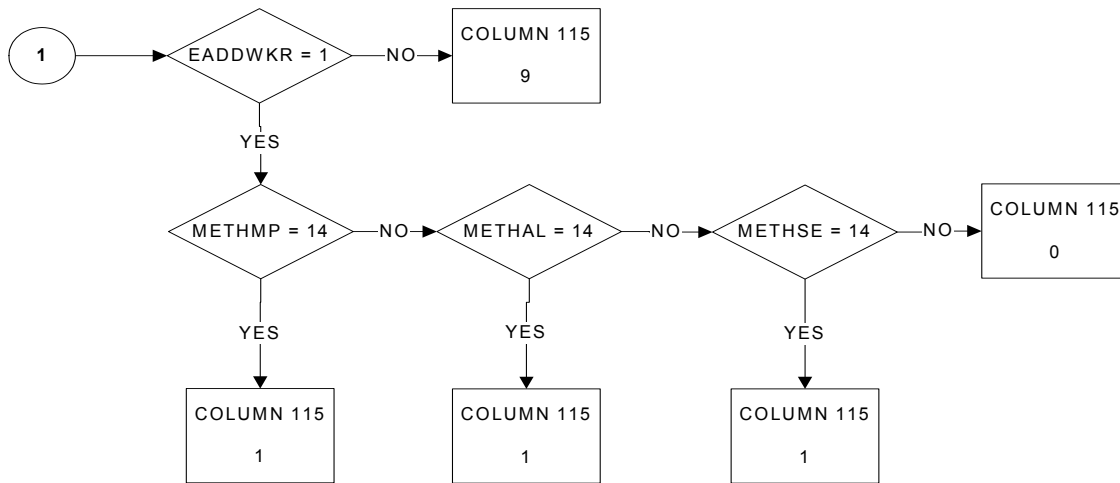 1
EADDWKR = 1
NO
COLUMN 115
9
YES
METHMP = 14
NO
METHAL = 14
NO
METHSE = 14
NO
COLUMN 115
0
YES
YES
YES
COLUMN 115
1
COLUMN 115
1
COLUMN 115
1